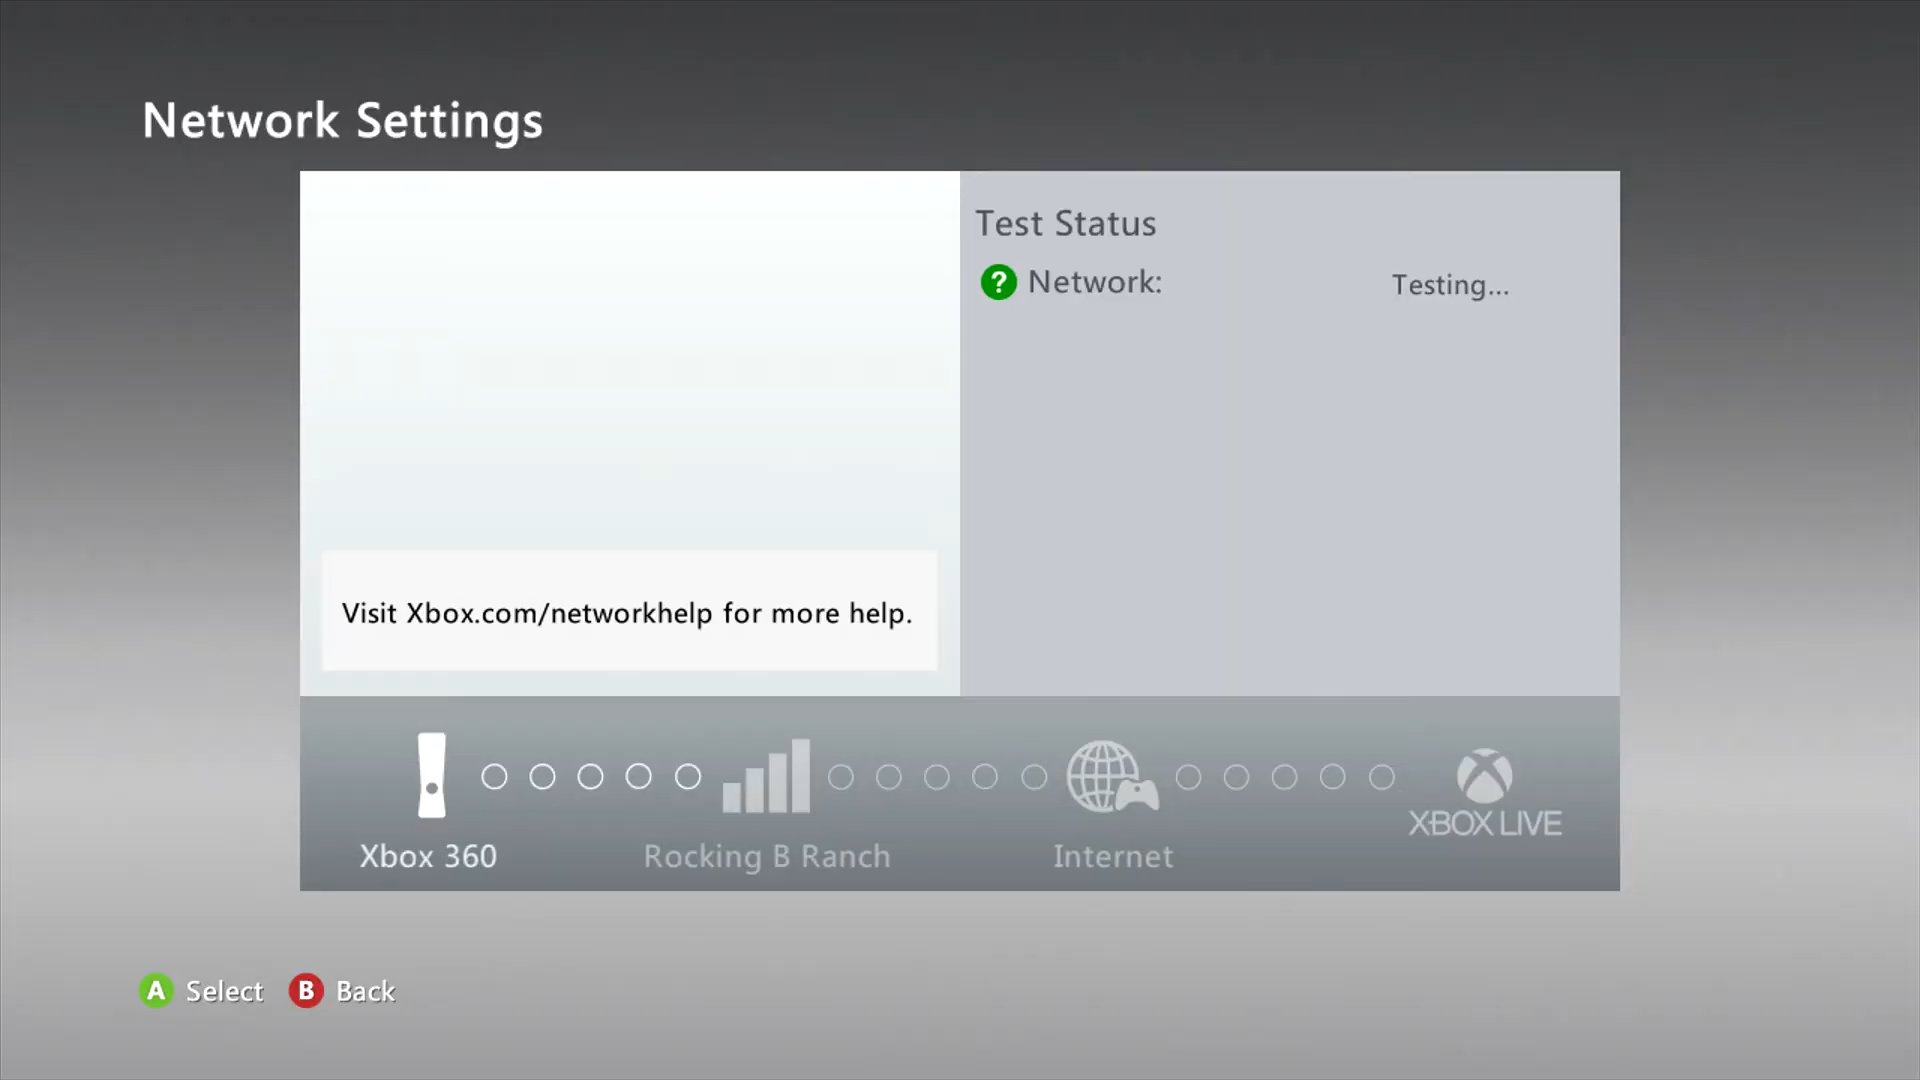 Network Settings
Test Status
? Network: Testing...
Visit Xbox.com/networkhelp for more help.
XBOX LIVE
Xbox 360 Rocking B Ranch Internet
A Select B Back